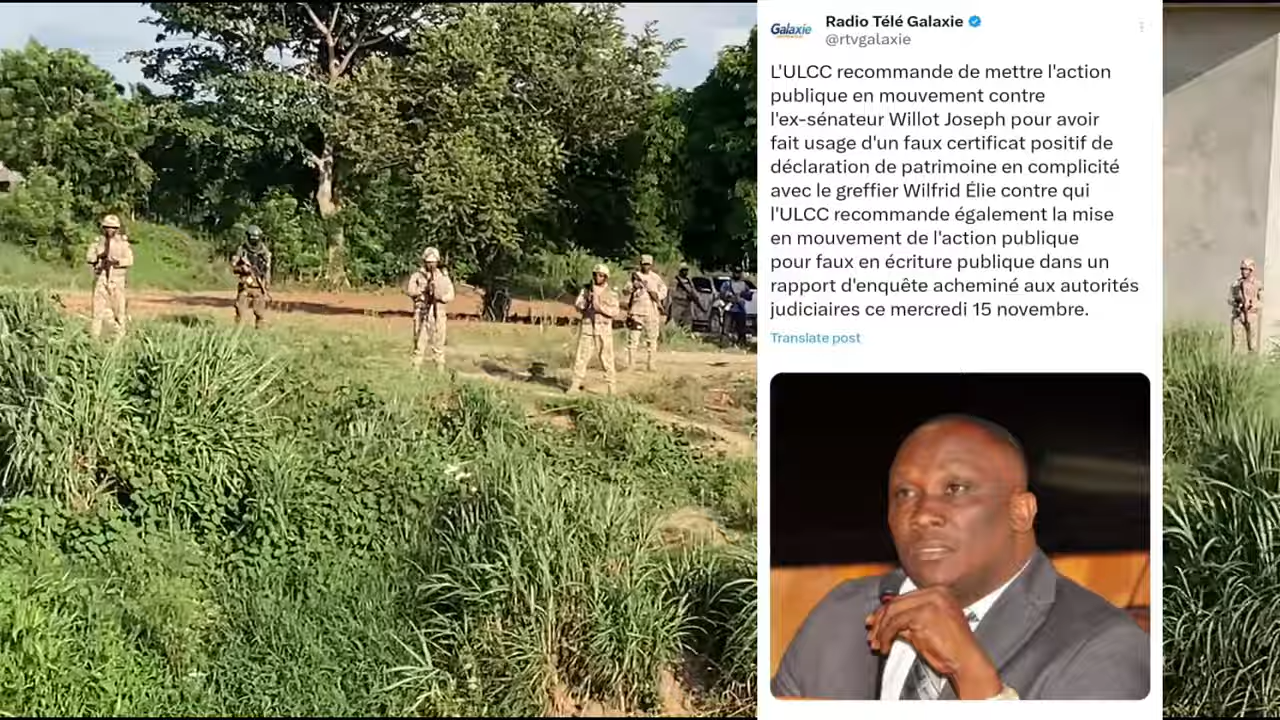 Galaxie
Radio Télé Galaxie
@rtvgalaxie
L'ULCC recommande de mettre l'action
publique en mouvement contre
l'ex-sénateur Willot Joseph pour avoir
fait usage d'un faux certificat positif de
déclaration de patrimoine en complicité
avec le greffier Wilfrid Élie contre qui
l'ULCC recommande également la mise
en mouvement de l'action publique
pour faux en écriture publique dans un
rapport d'enquête acheminé aux autorités
judiciaires ce mercredi 15 novembre.
Translate post